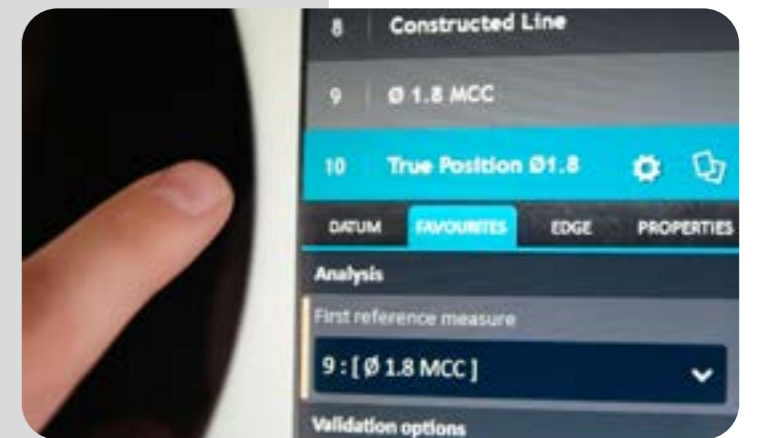 8 Constructed Line
9 Ø 1.8 MCC
10 True Position Ø1.8
DATUM FAVOURITES EDGE PROPERTIES
Analysis
First reference measure
9 : [ Ø 1.8 MCC ]
Validation options